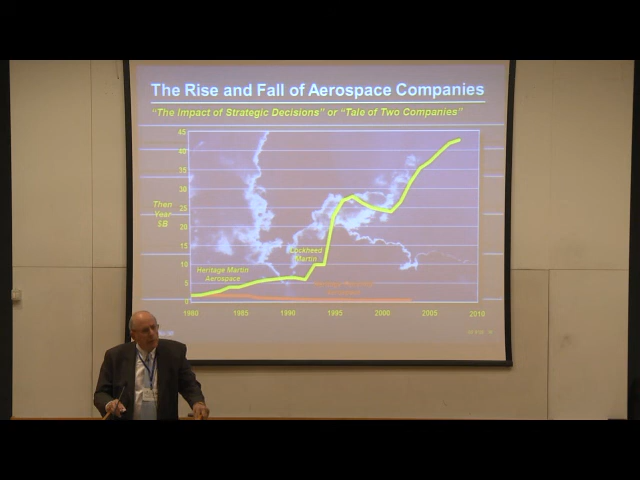 The Rise and Fall of Aerospace Companies
"The Impact of Strategic Decisions" or "Tale of Two Companies"
45
40
35
30
25
20
15
10
5
0
Then
Year
$B
Lockheed
Martin
Heritage Martin
Aerospace
1980 1985 1990 1995 2000 2005 2010